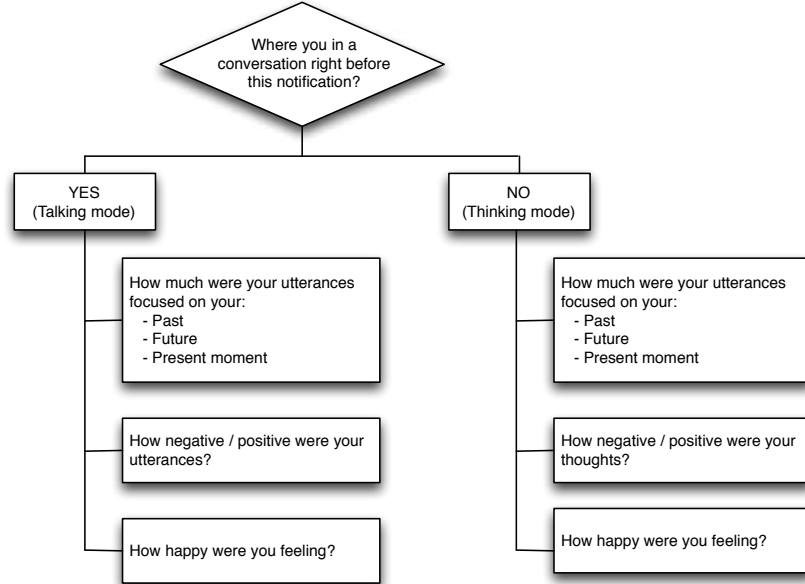 Where you in a
conversation right before
this notification?
YES
(Talking mode)
How much were your utterances
focused on your:
- Past
- Future
- Present moment
How negative / positive were your
utterances?
How happy were you feeling?
NO
(Thinking mode)
How much were your utterances
focused on your:
- Past
- Future
- Present moment
How negative / positive were your
thoughts?
How happy were you feeling?